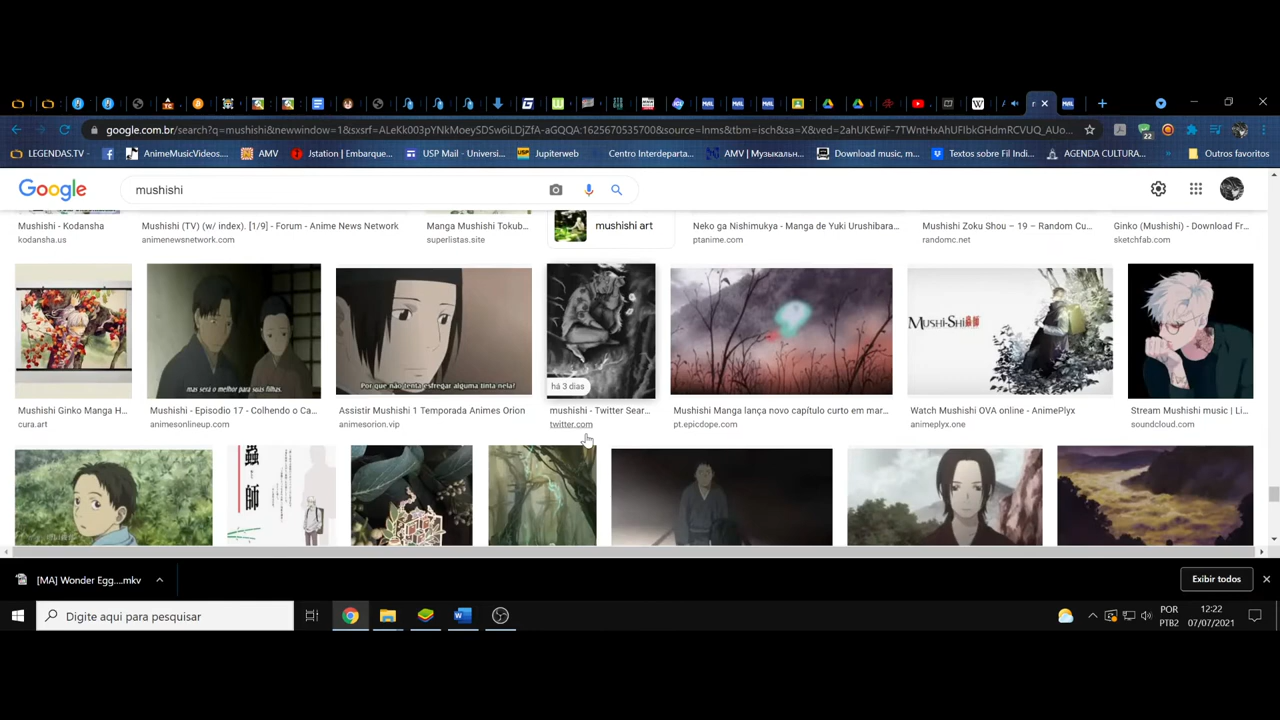 google.com.br/search?q=mushishi&newwindow=1&sxsrf=ALeKk003pYNkMoeySDSw6iLDjZfA-gGQQA:1625670535700&source=lnms&tbm=isch&sa=X&ved=2ahUKEwiF-7TWntHxAhUFIbkGHdmRCVUQ_AUo...
LEGENDAS.TV
AnimeMusicVideos...
AMV
Jstation | Embarque...
USP Mail - Universi...
Jupiterweb
Centro Interdeparta...
AMV | Музыкальн...
Download music, m...
Textos sobre Fil Indi...
AGENDA CULTURA...
Outros favoritos
Google
mushishi
Mushishi - Kodansha
kodansha.us
Mushishi (TV) (w/ index). [1/9] - Forum - Anime News Network
animenewsnetwork.com
Manga Mushishi Tokub...
superlistas.site
mushishi art
Neko ga Nishimukya - Manga de Yuki Urushibara...
ptanime.com
Mushishi Zoku Shou – 19 – Random Cu...
randomc.net
Ginko (Mushishi) - Download Fr...
sketchfab.com
mas será o melhor para suas filhas.
Por que não tenta esfregar alguma tinta nela?
há 3 dias
MUSHI-SHI 蟲師
Mushishi Ginko Manga H...
cura.art
Mushishi - Episodio 17 - Colhendo o Ca...
animesonlineup.com
Assistir Mushishi 1 Temporada Animes Orion
animesorion.vip
mushishi - Twitter Sear...
twitter.com
Mushishi Manga lança novo capítulo curto em mar...
pt.epicdope.com
Watch Mushishi OVA online - AnimePlyx
animeplyx.one
Stream Mushishi music | Li...
soundcloud.com
蟲師
[MA] Wonder Egg....mkv
Exibir todos
Digite aqui para pesquisar
POR
PTB2
12:22
07/07/2021